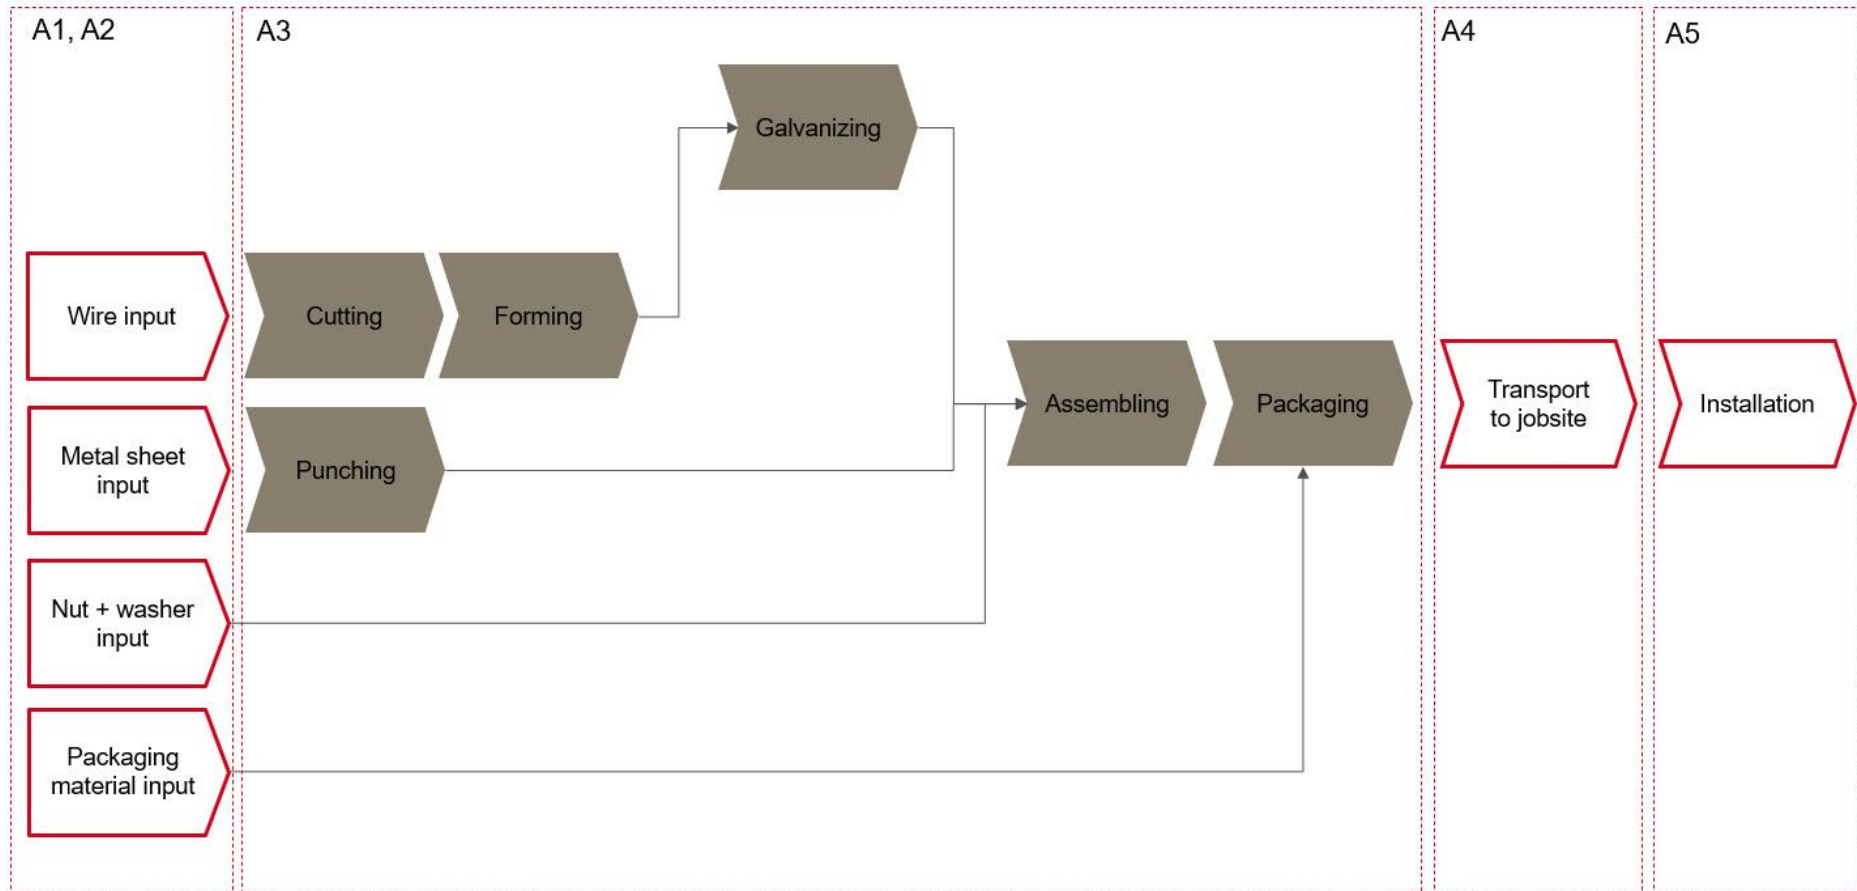 A1, A2
A3
A4
A5
Galvanizing
Wire input
Cutting
Forming
Metal sheet
input
Punching
Assembling
Packaging
Transport
to jobsite
Installation
Nut + washer
input
Packaging
material input